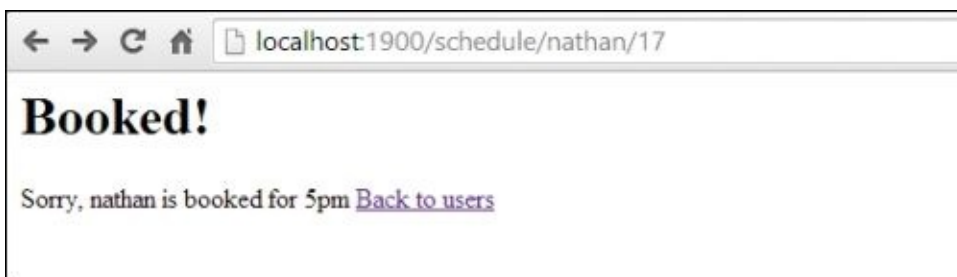 localhost:1900/schedule/nathan/17
Booked!
Sorry, nathan is booked for 5pm Back to users